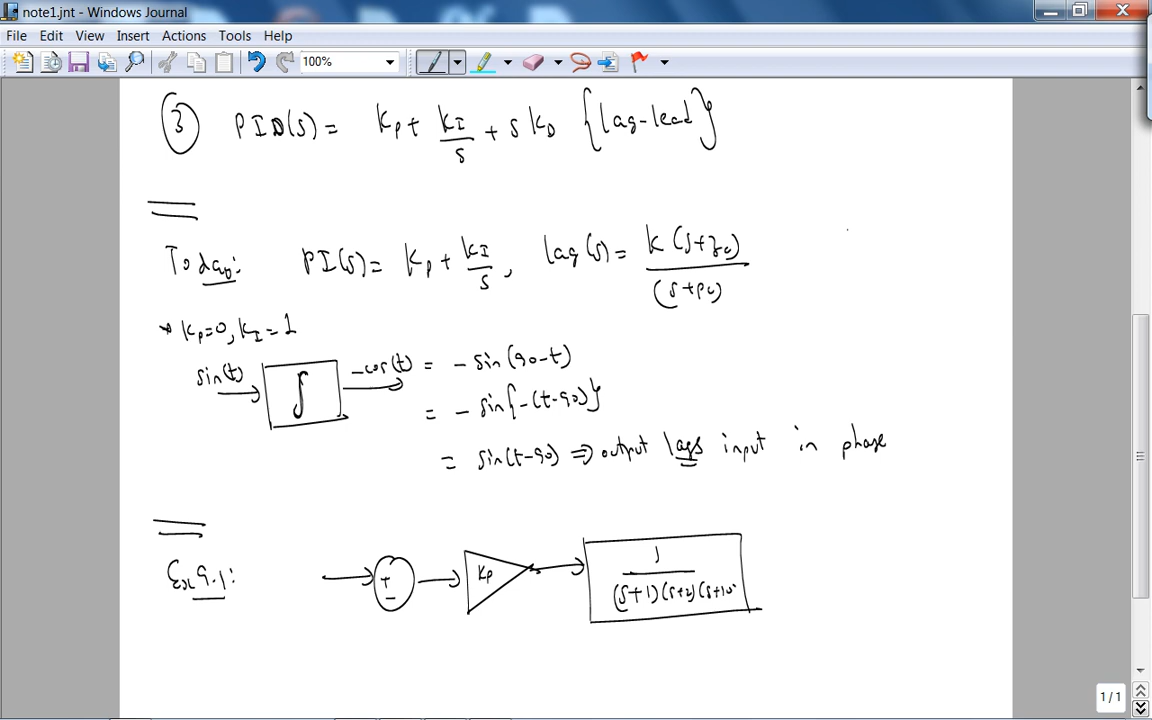 note1.jnt - Windows Journal
File Edit View Insert Actions Tools Help
100%
③ PID(s) = Kp + KI/s + s KD {lag-lead}
Today: PI(s) = Kp + KI/s, lag(s) = K(s+zc)/(s+pc)
* Kp=0, KI=1
sin(t) ∫ -cos(t) = - sin(90-t)
= - sin{-(t-90)}
= sin(t-90) ⇒ output lags input in phase
Ex 9.1: + - Kp 1/(s+1)(s+2)(s+10
1/1